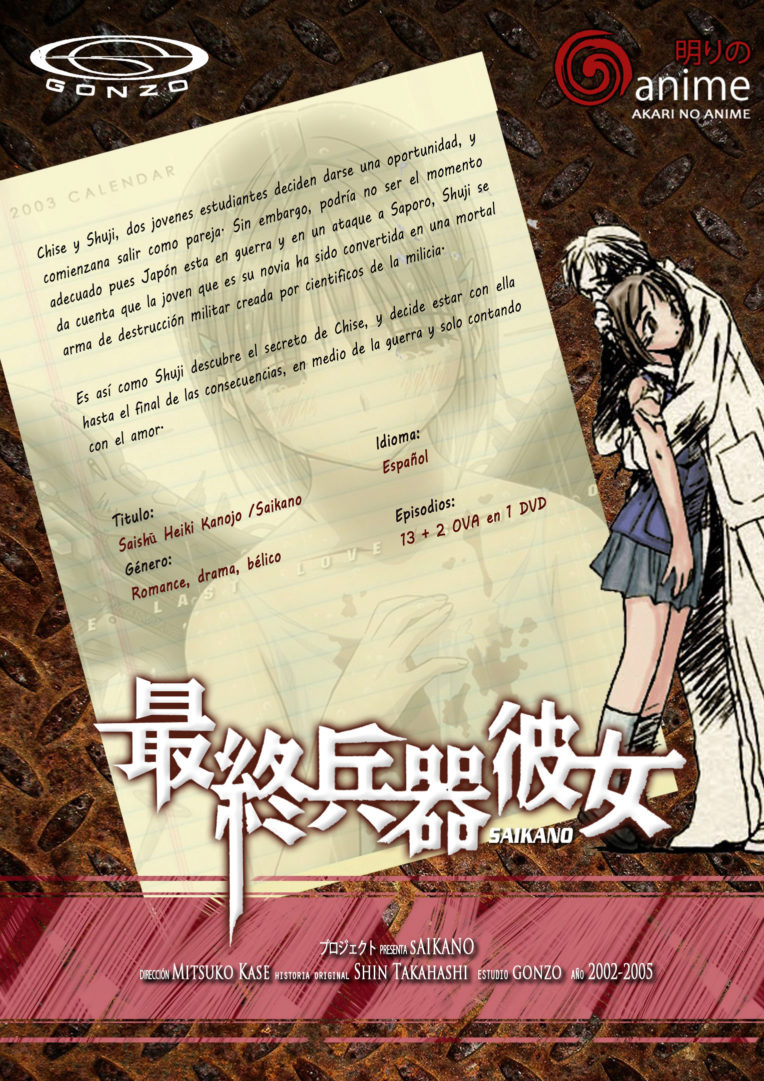 GONZO
明りの
anime
AKARI NO ANIME
2003 CALENDAR
Chise y Shuji, dos jovenes estudiantes deciden darse una oportunidad, y
comienzana salir como pareja. Sin embargo, podría no ser el momento
adecuado pues Japón esta en guerra y en un ataque a Saporo, Shuji se
da cuenta que la joven que es su novia ha sido convertida en una mortal
arma de destrucción militar creada por cientificos de la milicia.
Es así como Shuji descubre el secreto de Chise, y decide estar con ella
hasta el final de las consecuencias, en medio de la guerra y solo contando
con el amor.
Idioma:
Español
Titulo:
Saishū Heiki Kanojo /Saikano
Género:
Romance, drama, bélico
Episodios:
13 + 2 OVA en 1 DVD
LAST LOVE
最終兵器彼女
SAIKANO
プロジェクト PRESENTA SAIKANO
DIRECCIÓN MITSUKO KASE HISTORIA ORIGINAL SHIN TAKAHASHI ESTUDIO GONZO AÑO 2002-2005